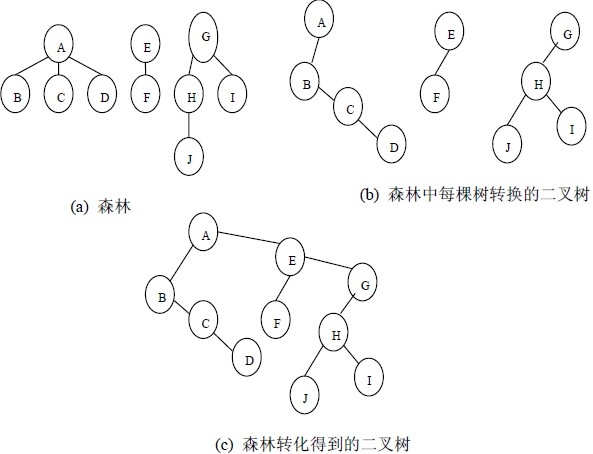 A E G
B C D F H I
J
(a) 森林
A E G
B F H
C J I
D
(b) 森林中每棵树转换的二叉树
A E G
B C F H
D J I
(c) 森林转化得到的二叉树